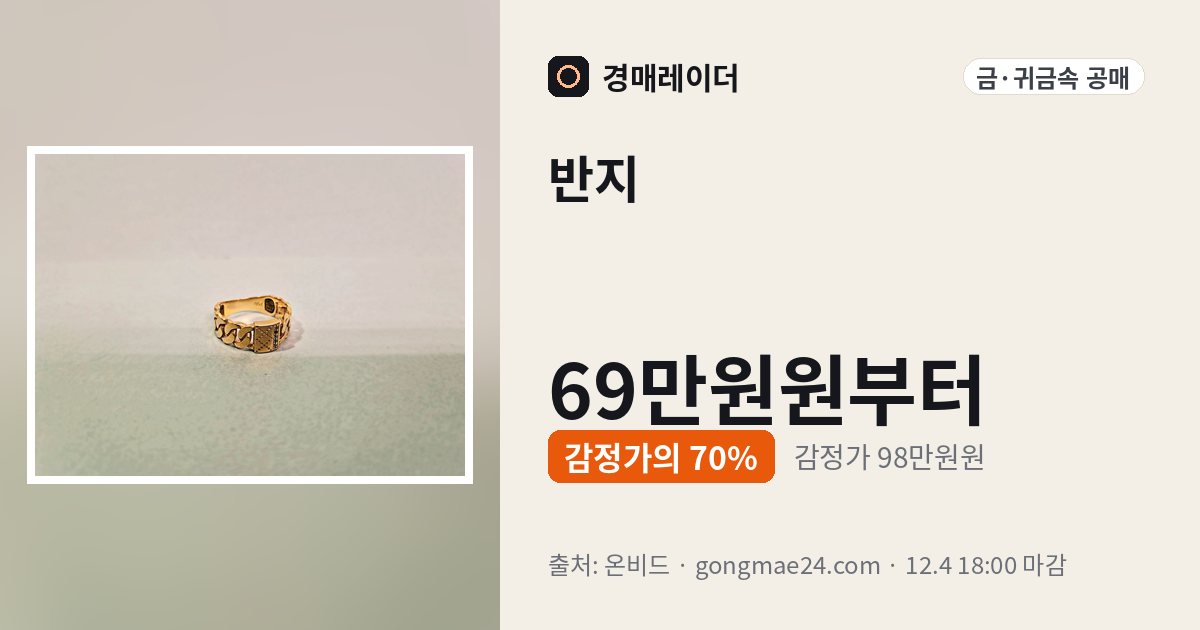 경매레이더
금·귀금속 공매
반지
69만원원부터
감정가의 70%
감정가 98만원원
출처: 온비드 · gongmae24.com · 12.4 18:00 마감